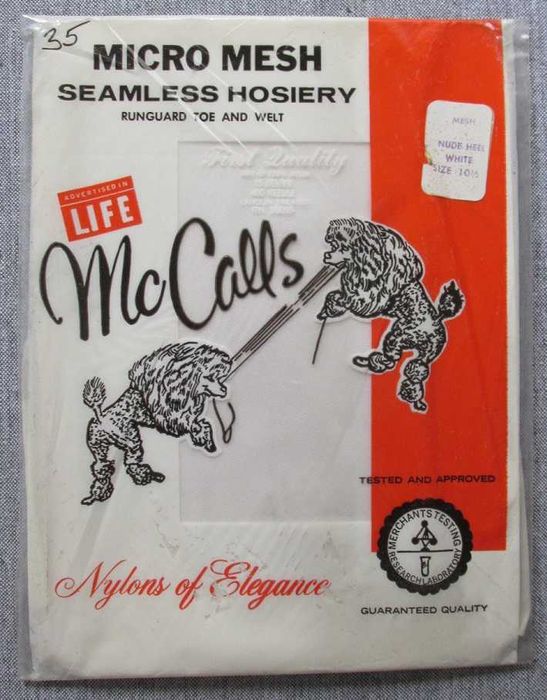 35
MICRO MESH
SEAMLESS HOSIERY
RUNGUARD TOE AND WELT
First Quality
MESH
NUDE HEEL
WHITE
SIZE 10½
ADVERTISED IN
LIFE
McCalls
TESTED AND APPROVED
MERCHANTS TESTING
RESEARCH LABORATORY
Nylons of Elegance
GUARANTEED QUALITY